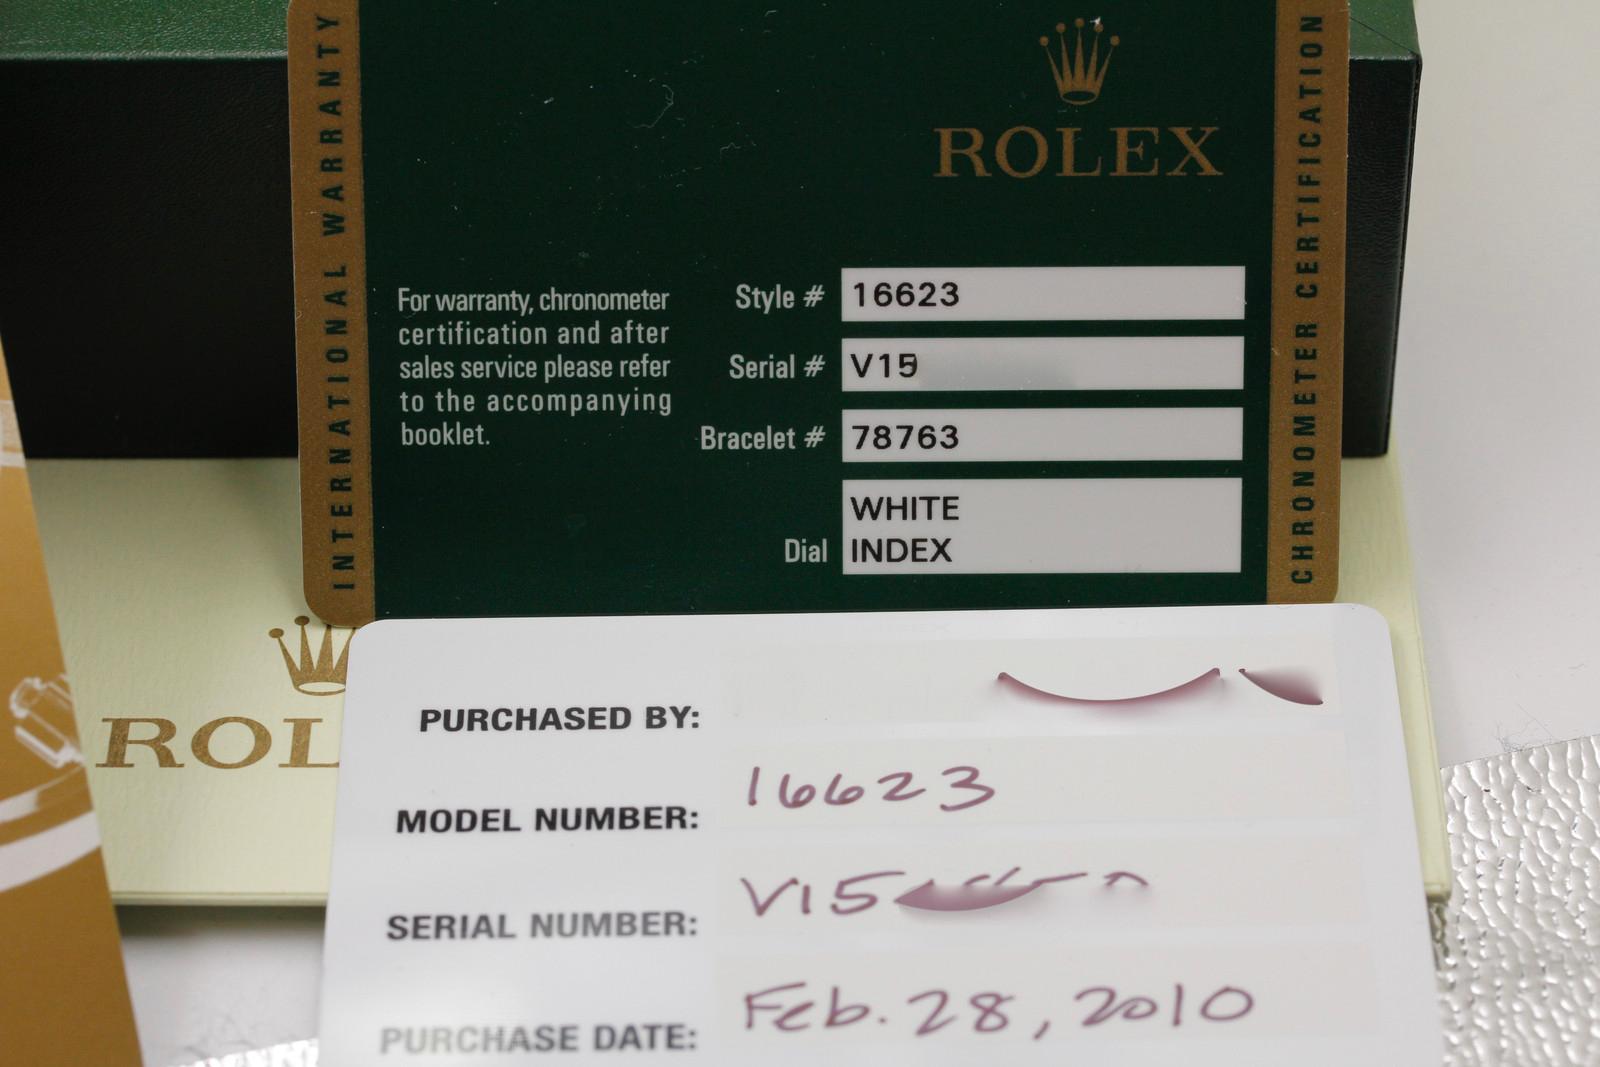 INTERNATIONAL WARRANTY
ROLEX
CHRONOMETER CERTIFICATION
For warranty, chronometer
certification and after
sales service please refer
to the accompanying
booklet.
Style # 16623
Serial # V15
Bracelet # 78763
Dial WHITE
INDEX
ROL
PURCHASED BY:
MODEL NUMBER: 16623
SERIAL NUMBER: V15
PURCHASE DATE: Feb. 28, 2010